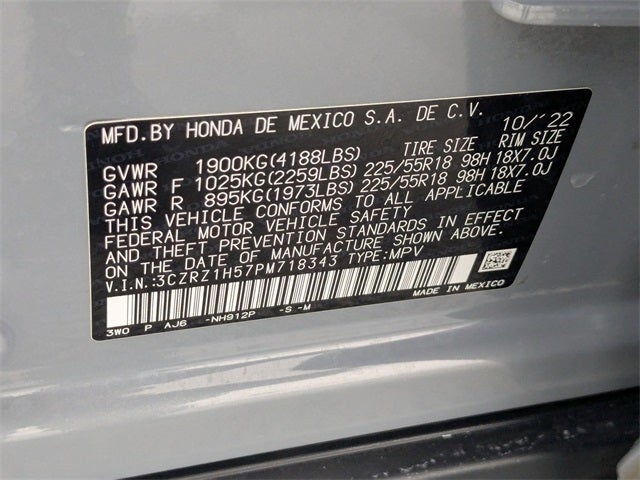 MFD.BY HONDA DE MEXICO S.A. DE C.V. 10/'22
TIRE SIZE RIM SIZE
GVWR 1900KG(4188LBS)
GAWR F 1025KG(2259LBS) 225/55R18 98H 18X7.0J
GAWR R 895KG(1973LBS) 225/55R18 98H 18X7.0J
THIS VEHICLE CONFORMS TO ALL APPLICABLE
FEDERAL MOTOR VEHICLE SAFETY
AND THEFT PREVENTION STANDARDS IN EFFECT
ON THE DATE OF MANUFACTURE SHOWN ABOVE.
V.I.N.:3CZRZ1H57PM718343 TYPE:MPV
3W0 P AJ6 -NH912P -S -M
MADE IN MEXICO